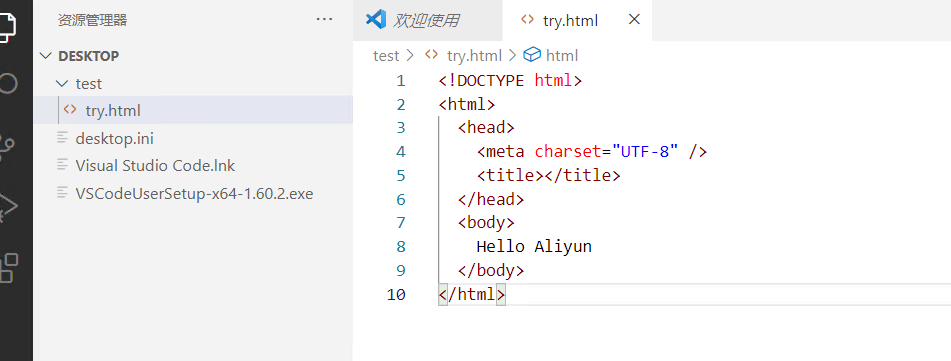 资源管理器 ···
DESKTOP
test
try.html
desktop.ini
Visual Studio Code.lnk
VSCodeUserSetup-x64-1.60.2.exe
欢迎使用 <> try.html ×
test > <> try.html > html
1 <!DOCTYPE html>
2 <html>
3 <head>
4 <meta charset="UTF-8" />
5 <title></title>
6 </head>
7 <body>
8 Hello Aliyun
9 </body>
10 </html>